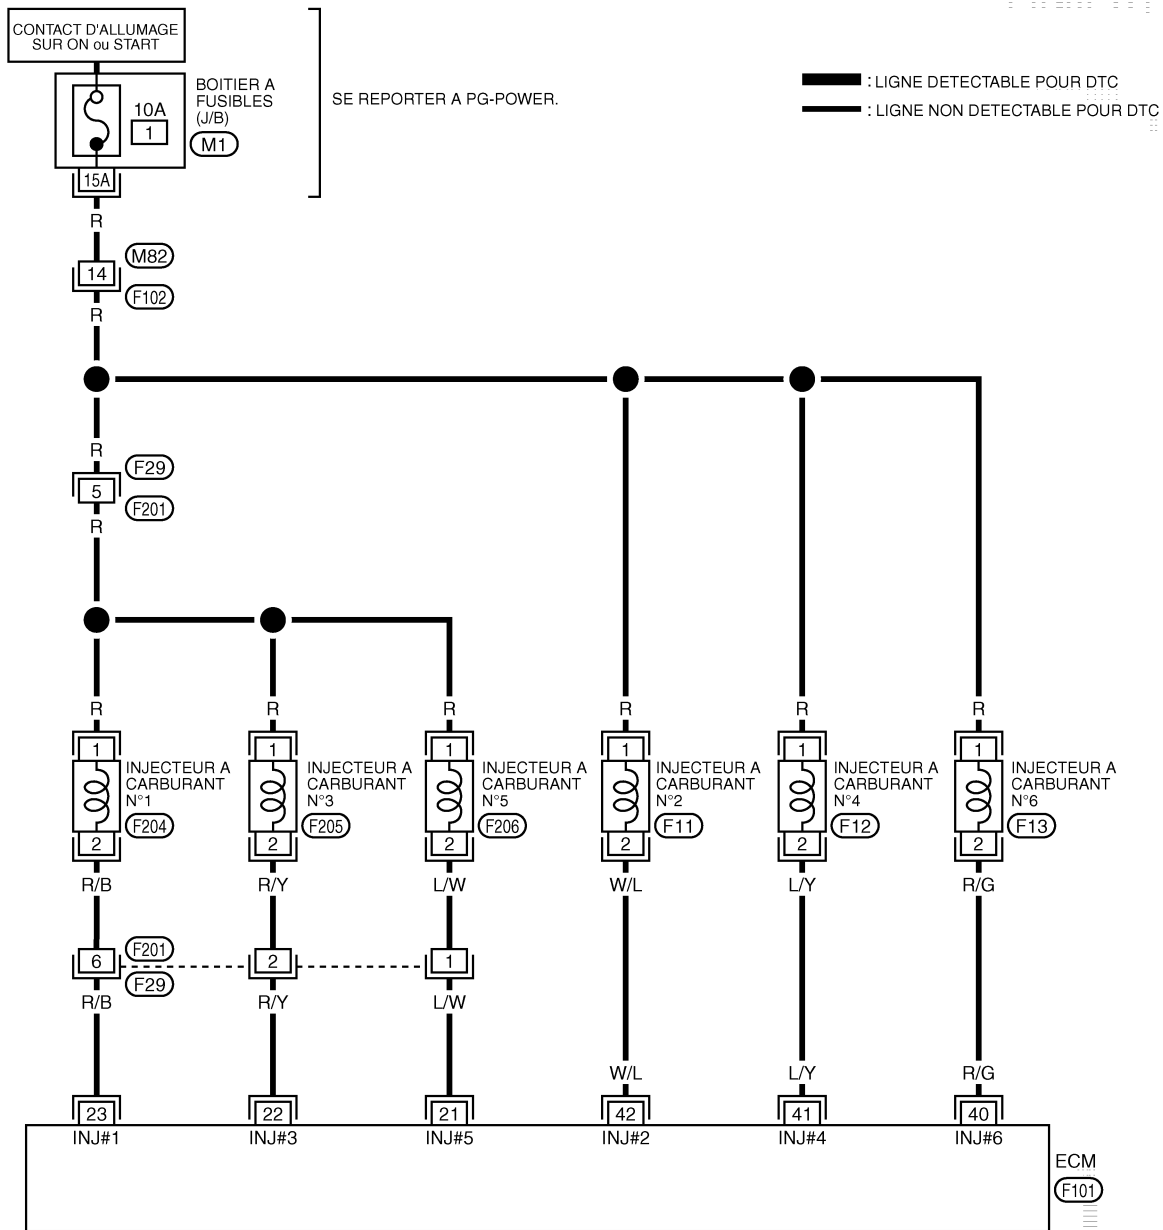 CONTACT D'ALLUMAGE
SUR ON ou START
BOITIER A
FUSIBLES
(J/B)
M1
10A
1
15A
SE REPORTER A PG-POWER.
: LIGNE DETECTABLE POUR DTC
: LIGNE NON DETECTABLE POUR DTC
R
14
M82
F102
R
R
5
F29
F201
R
R R R R R R
1 1 1 1 1 1
INJECTEUR A
CARBURANT
N°1
F204
INJECTEUR A
CARBURANT
N°3
F205
INJECTEUR A
CARBURANT
N°5
F206
INJECTEUR A
CARBURANT
N°2
F11
INJECTEUR A
CARBURANT
N°4
F12
INJECTEUR A
CARBURANT
N°6
F13
2 2 2 2 2 2
R/B R/Y L/W W/L L/Y R/G
6 F201 2 1
F29
R/B R/Y L/W
W/L L/Y R/G
23 22 21 42 41 40
INJ#1 INJ#3 INJ#5 INJ#2 INJ#4 INJ#6
ECM
F101